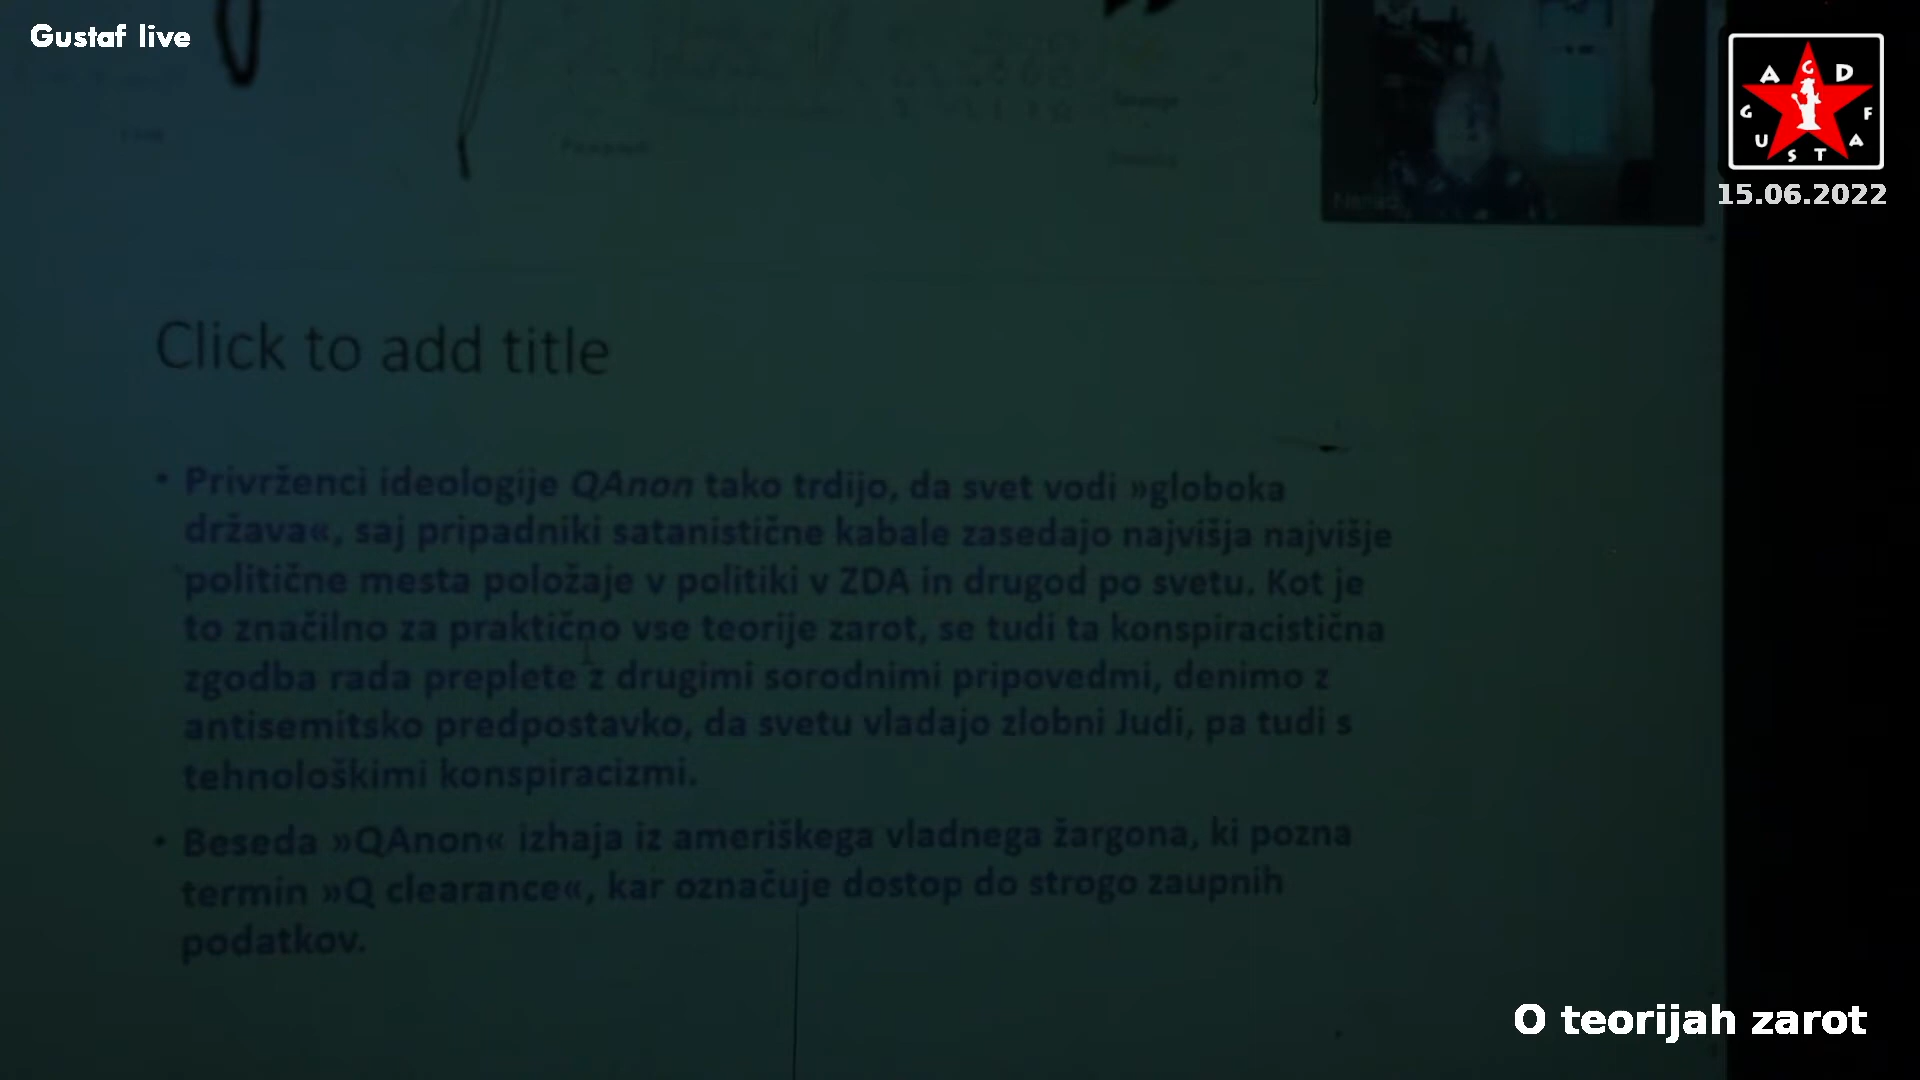 Gustaf live
A G D
G F
U S T A
15.06.2022
Click to add title
• Privrženci ideologije QAnon tako trdijo, da svet vodi »globoka
država«, saj pripadniki satanistične kabale zasedajo najvišja najvišje
politične mesta položaje v politiki v ZDA in drugod po svetu. Kot je
to značilno za praktično vse teorije zarot, se tudi ta konspiracistična
zgodba rada preplete z drugimi sorodnimi pripovedmi, denimo z
antisemitsko predpostavko, da svetu vladajo zlobni Judi, pa tudi s
tehnološkimi konspiracizmi.
• Beseda »QAnon« izhaja iz ameriškega vladnega žargona, ki pozna
termin »Q clearance«, kar označuje dostop do strogo zaupnih
podatkov.
O teorijah zarot